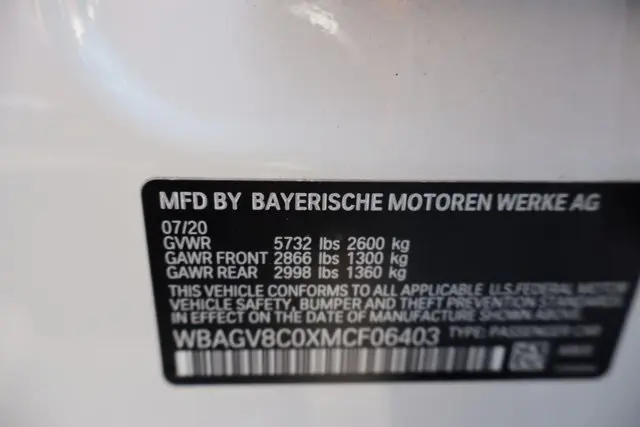 MFD BY BAYERISCHE MOTOREN WERKE AG
07/20
GVWR 5732 lbs 2600 kg
GAWR FRONT 2866 lbs 1300 kg
GAWR REAR 2998 lbs 1360 kg
THIS VEHICLE CONFORMS TO ALL APPLICABLE U.S.FEDERAL MOTOR
VEHICLE SAFETY, BUMPER AND THEFT PREVENTION STANDARDS
IN EFFECT ON THE DATE OF MANUFACTURE SHOWN ABOVE.
WBAGV8C0XMCF06403 TYPE: PASSENGER CAR